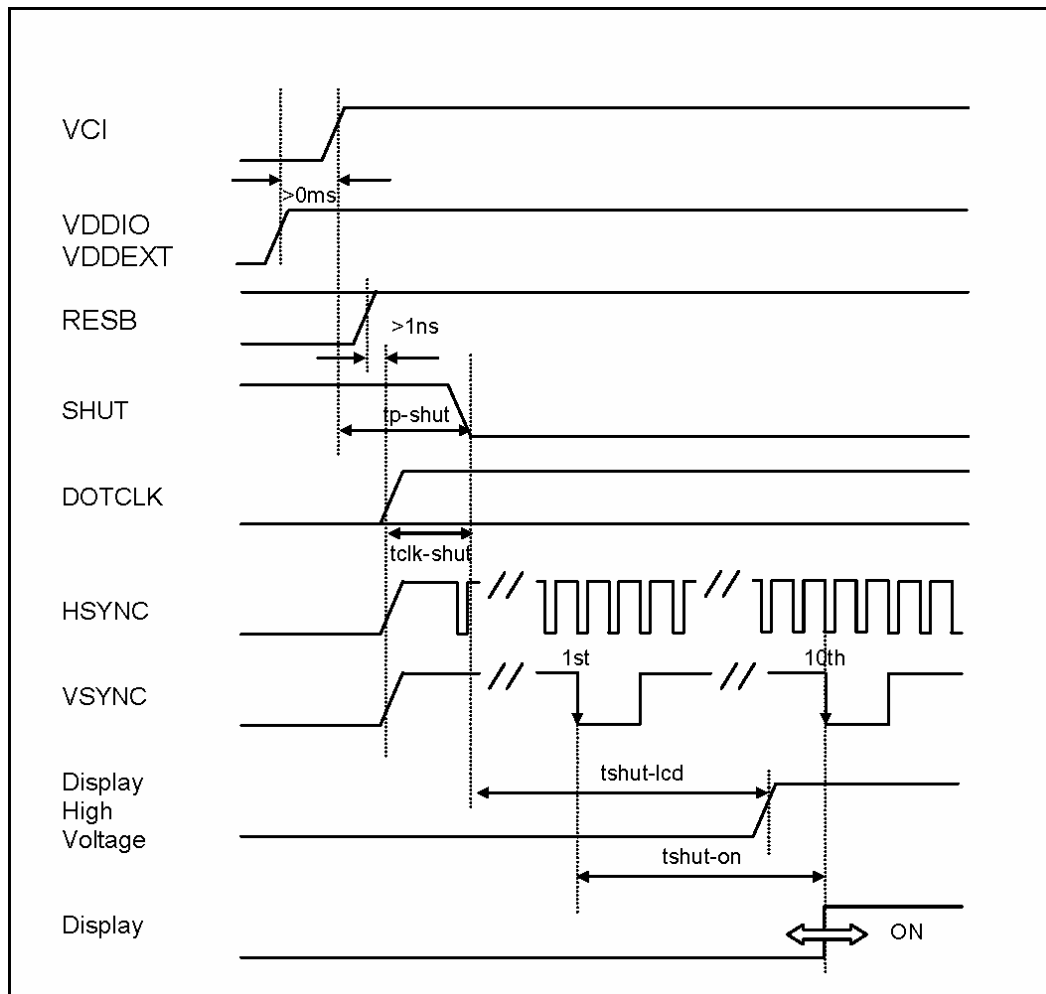 VCI
>0ms
VDDIO
VDDEXT
RESB
>1ns
SHUT
tp-shut
DOTCLK
tclk-shut
HSYNC
1st
10th
VSYNC
Display
High
Voltage
tshut-lcd
tshut-on
Display
ON